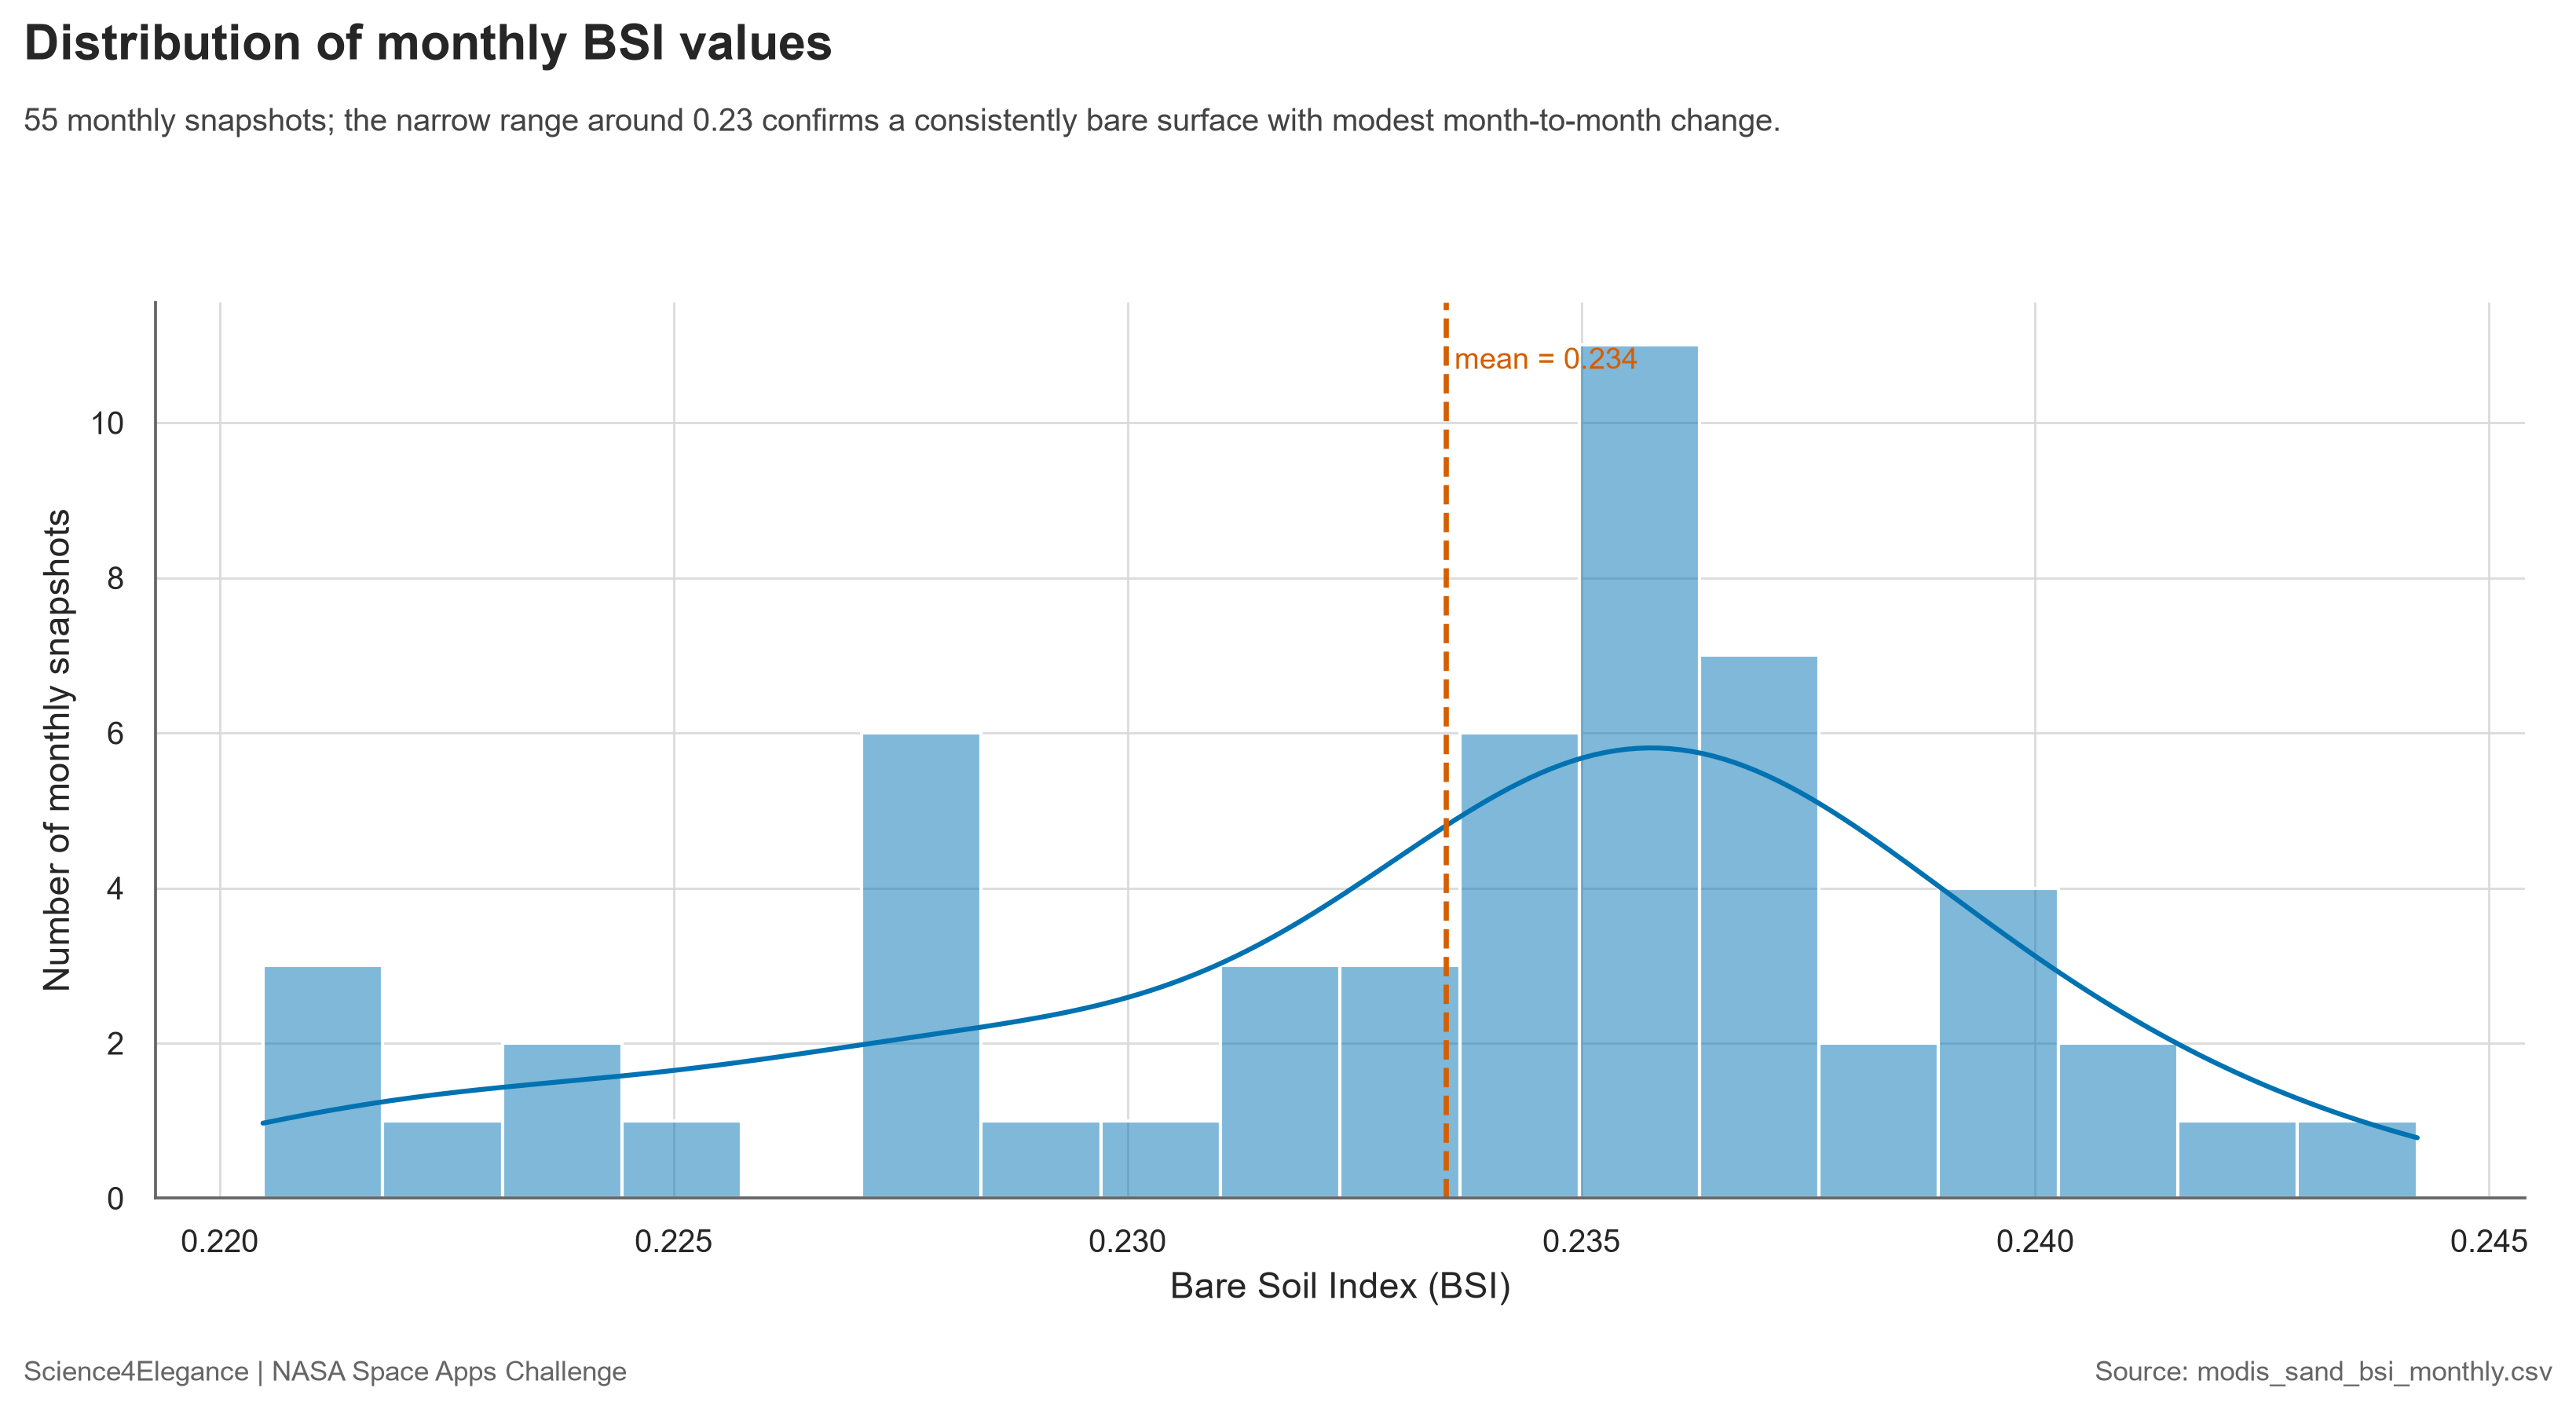 Distribution of monthly BSI values
55 monthly snapshots; the narrow range around 0.23 confirms a consistently bare surface with modest month-to-month change.
mean = 0.234
Number of monthly snapshots
10
8
6
4
2
0
0.220 0.225 0.230 0.235 0.240 0.245
Bare Soil Index (BSI)
Science4Elegance | NASA Space Apps Challenge
Source: modis_sand_bsi_monthly.csv